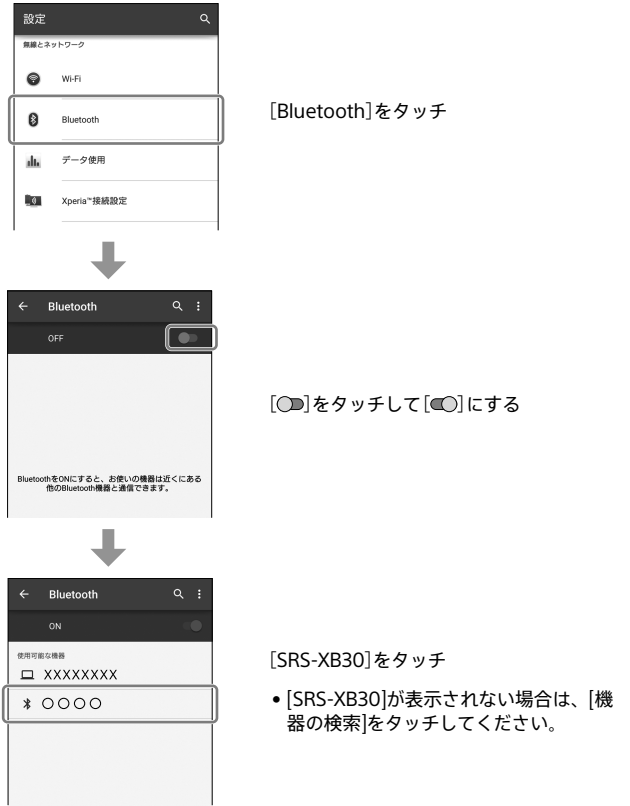 設定
無線とネットワーク
Wi-Fi
Bluetooth
データ使用
Xperia™接続設定
[Bluetooth]をタッチ
Bluetooth
OFF
BluetoothをONにすると、お使いの機器は近くにある
他のBluetooth機器と通信できます。
[]をタッチして[]にする
Bluetooth
ON
使用可能な機器
XXXXXXXX
○○○○
[SRS-XB30]をタッチ
• [SRS-XB30]が表示されない場合は、[機
器の検索]をタッチしてください。